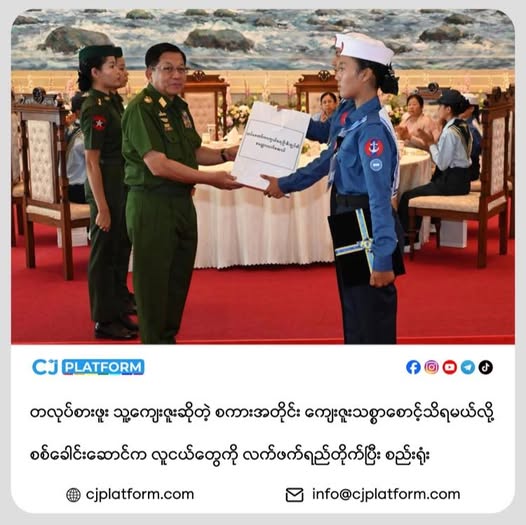 CJ PLATFORM
CJ PLATFORM
တလုပ်စားဖူး သူ့ကျေးဇူးဆိုတဲ့ စကားအတိုင်း ကျေးဇူးသစ္စာစောင့်သိရမယ်လို့
စစ်ခေါင်းဆောင်က လူငယ်တွေကို လက်ဖက်ရည်တိုက်ပြီး စည်းရုံး
cjplatform.com
info@cjplatform.com